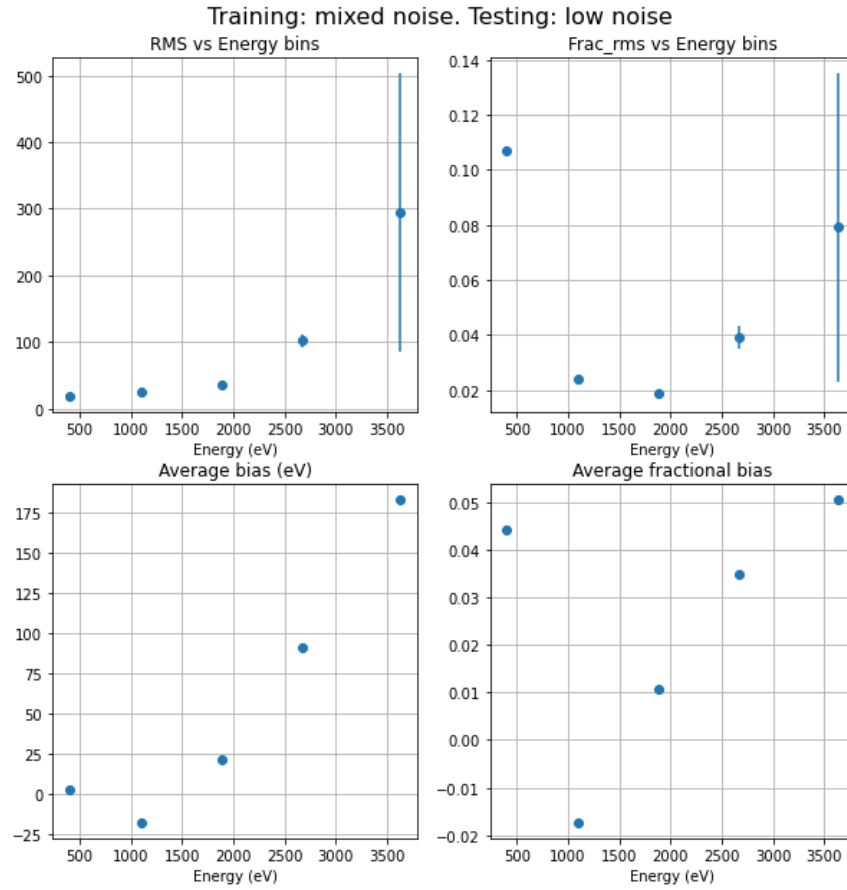 Training: mixed noise. Testing: low noise
RMS vs Energy bins
500
400
300
200
100
0
500 1000 1500 2000 2500 3000 3500
Energy (eV)
Frac_rms vs Energy bins
0.14
0.12
0.10
0.08
0.06
0.04
0.02
500 1000 1500 2000 2500 3000 3500
Energy (eV)
Average bias (eV)
175
150
125
100
75
50
25
0
−25
500 1000 1500 2000 2500 3000 3500
Energy (eV)
Average fractional bias
0.05
0.04
0.03
0.02
0.01
0.00
−0.01
−0.02
500 1000 1500 2000 2500 3000 3500
Energy (eV)